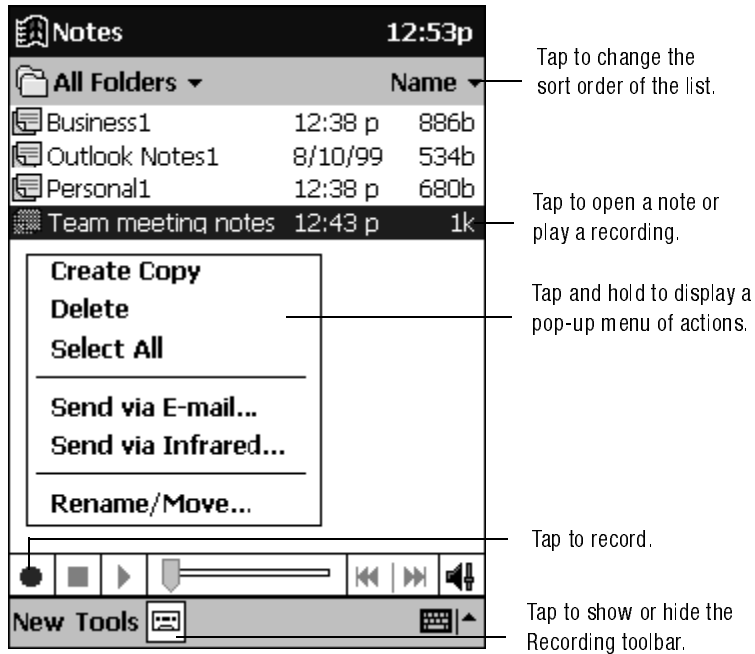 Notes 12:53p
All Folders Name
Business1 12:38 p 886b
Outlook Notes1 8/10/99 534b
Personal1 12:38 p 680b
Team meeting notes 12:43 p 1k
Create Copy
Delete
Select All
Send via E-mail...
Send via Infrared...
Rename/Move...
New Tools
Tap to change the
sort order of the list.
Tap to open a note or
play a recording.
Tap and hold to display a
pop-up menu of actions.
Tap to record.
Tap to show or hide the
Recording toolbar.